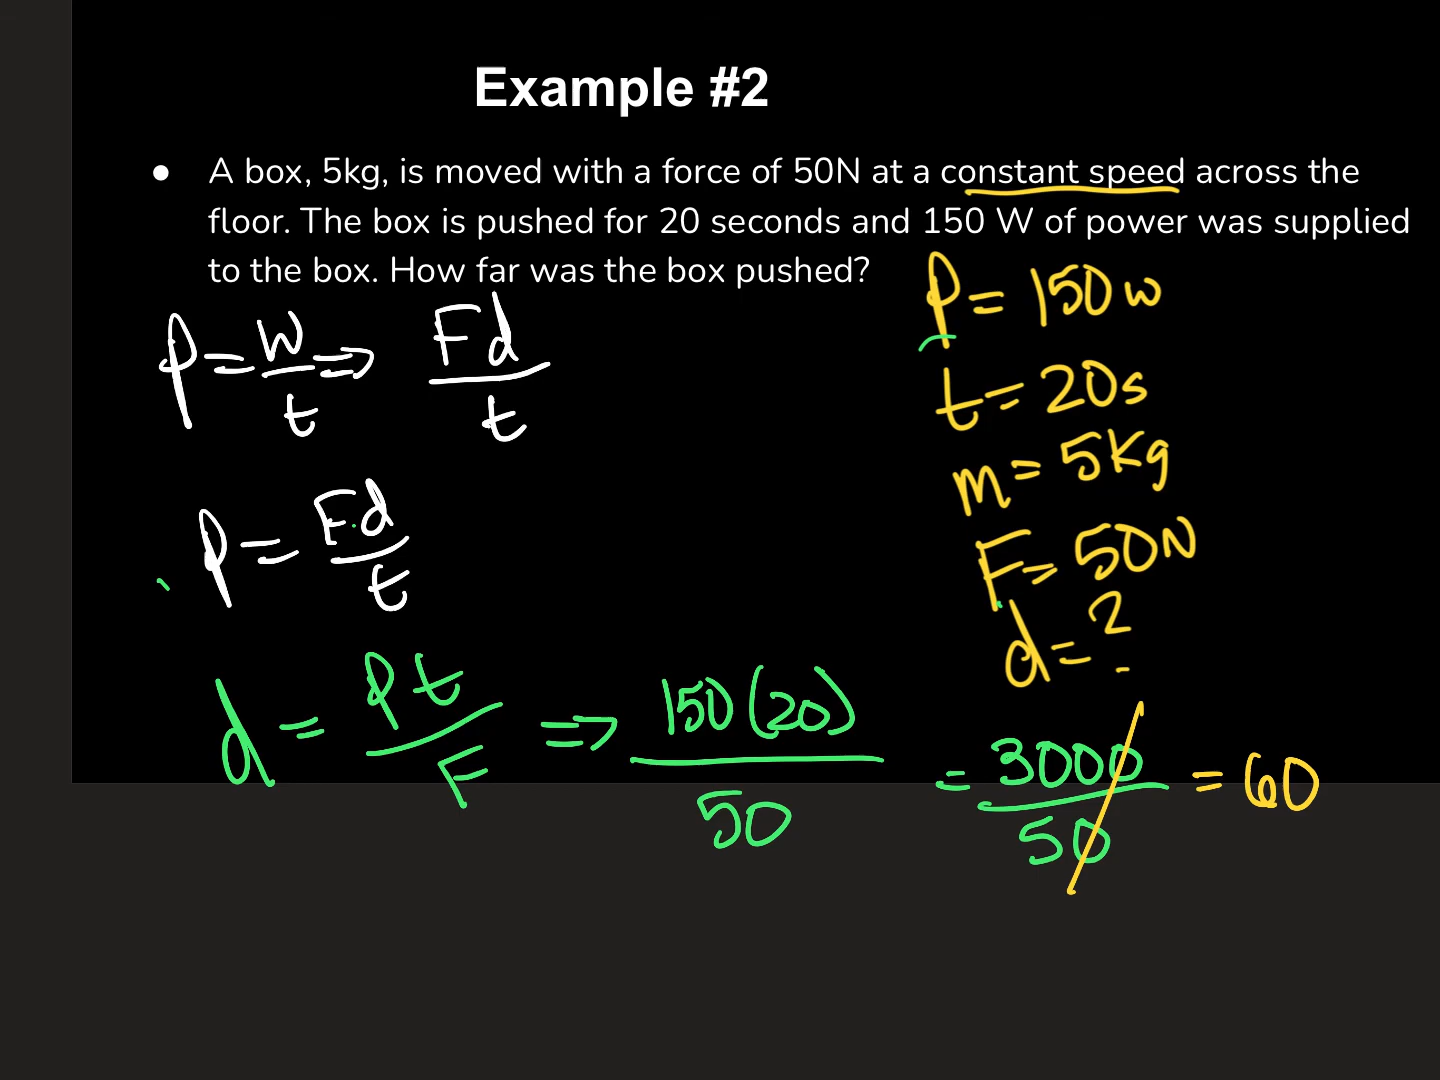 Example #2
● A box, 5kg, is moved with a force of 50N at a constant speed across the
floor. The box is pushed for 20 seconds and 150 W of power was supplied
to the box. How far was the box pushed?
P = W/t => Fd/t
P = F.d/t
d = Pt/F => 150(20)/50 = 3000/50 = 60
P = 150 w
t = 20s
m = 5Kg
F = 50N
d = ?